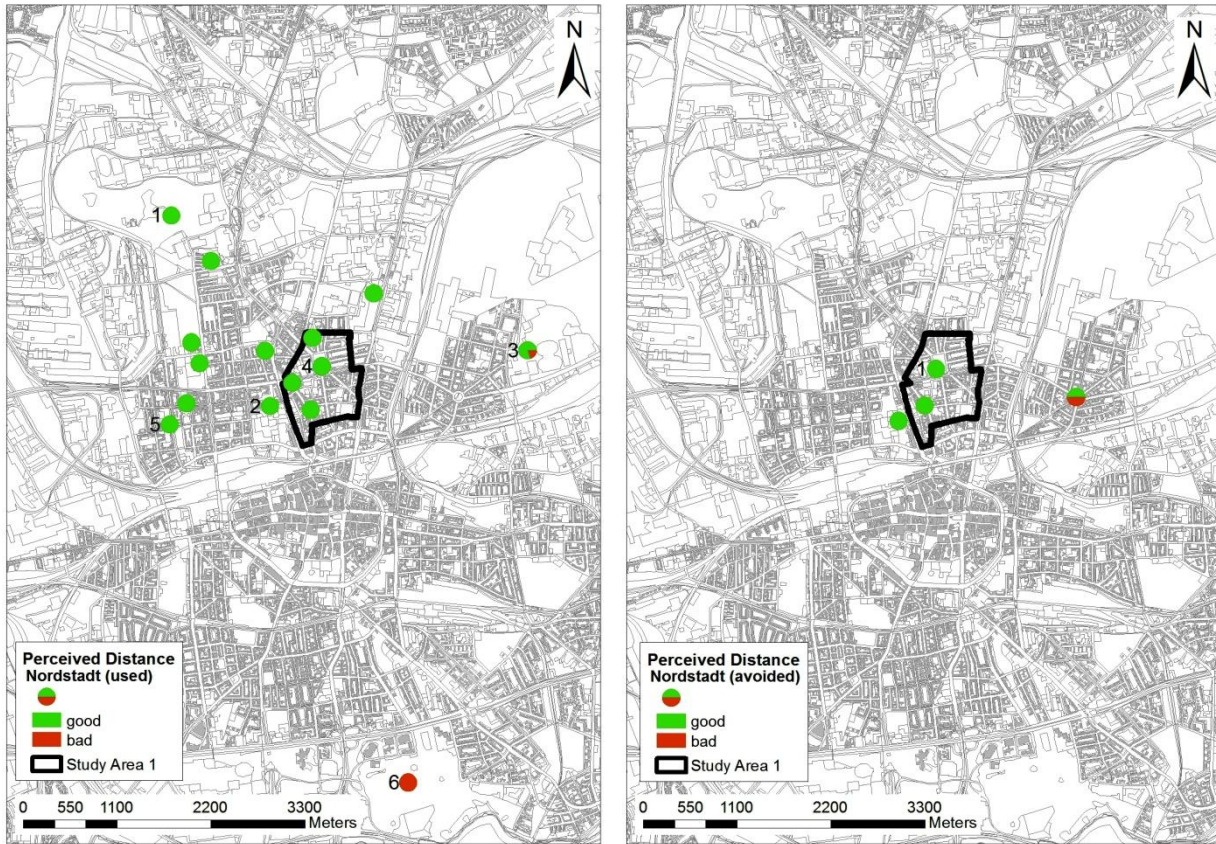 N
1
3
4
2
5
6
Perceived Distance
Nordstadt (used)
good
bad
Study Area 1
0 550 1100 2200 3300
Meters
N
1
Perceived Distance
Nordstadt (avoided)
good
bad
Study Area 1
0 550 1100 2200 3300
Meters